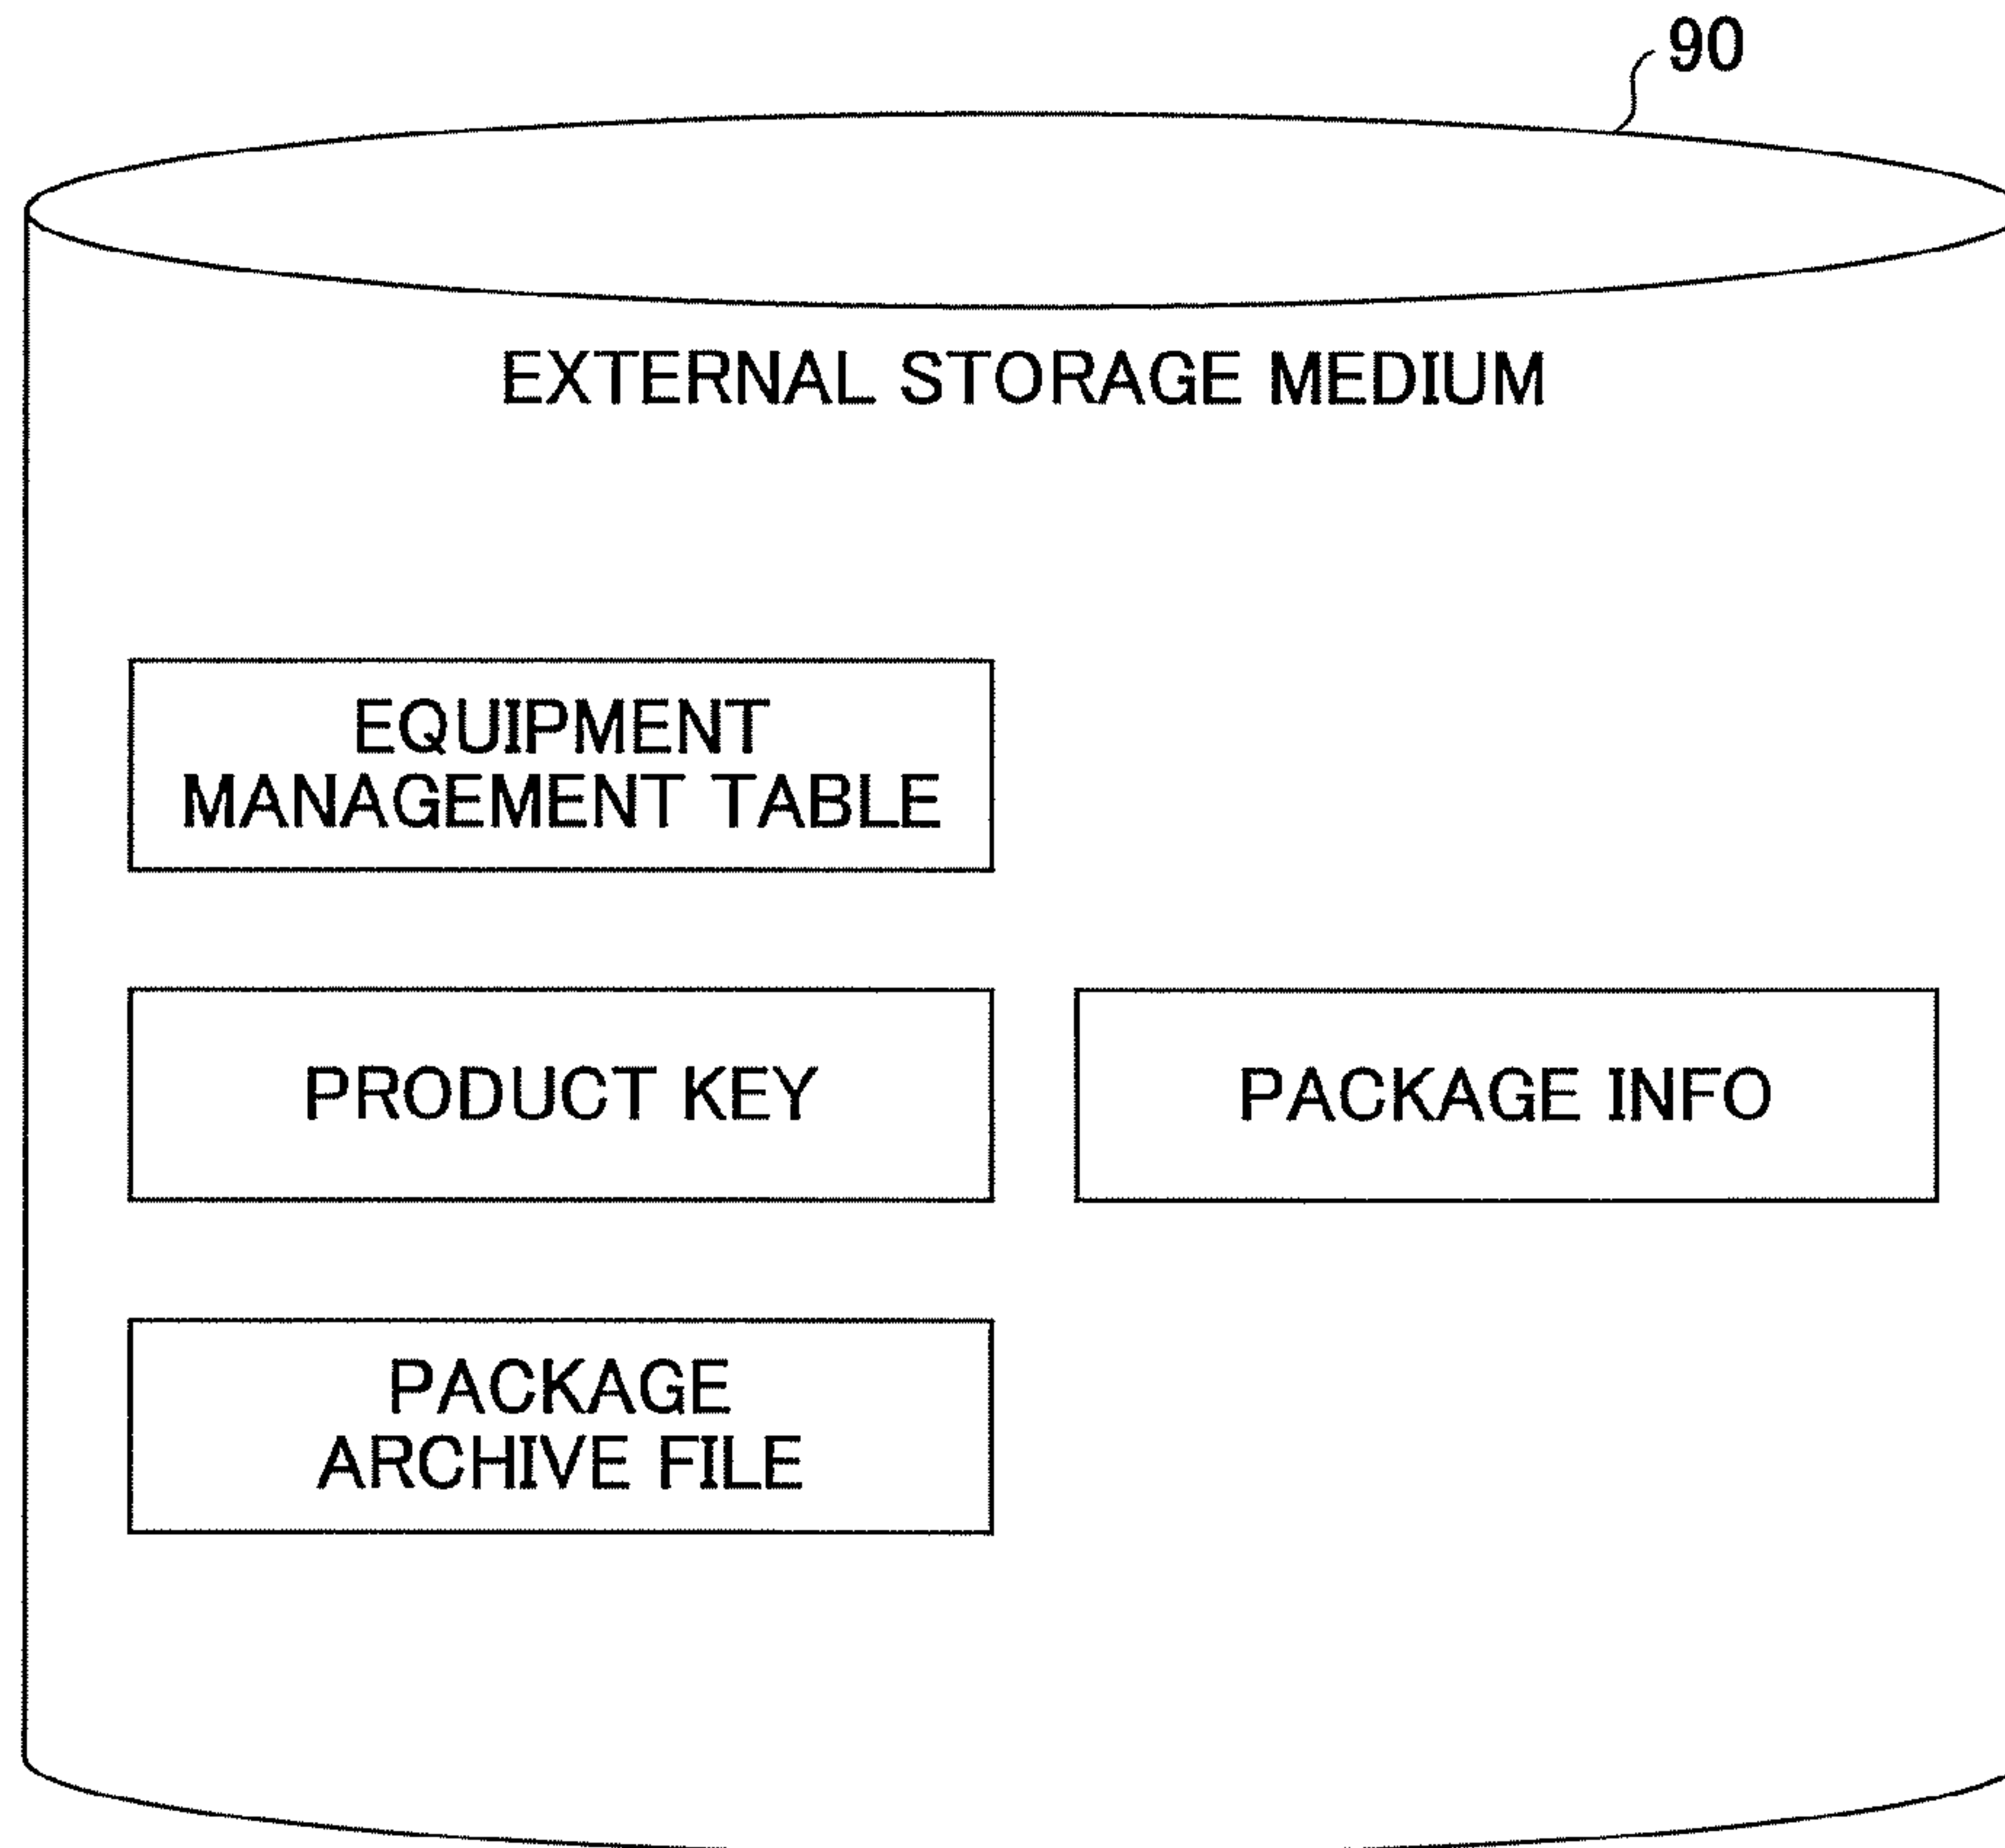 90
EXTERNAL STORAGE MEDIUM
EQUIPMENT
MANAGEMENT TABLE
PRODUCT KEY
PACKAGE INFO
PACKAGE
ARCHIVE FILE